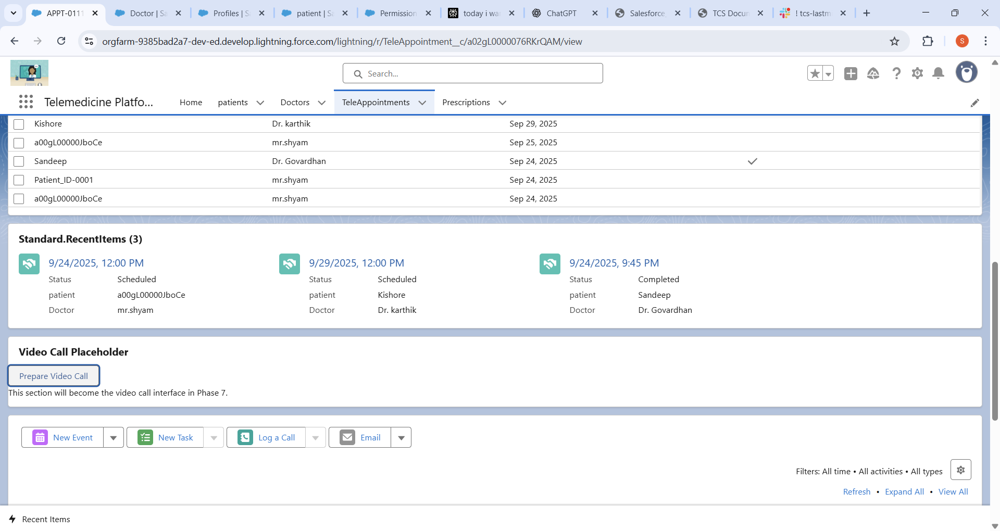 APPT-0111
Doctor | Sa
Profiles | S
patient | Sa
Permission
today i wa
ChatGPT
Salesforce_
TCS Docun
! tcs-lastm
orgfarm-9385bad2a7-dev-ed.develop.lightning.force.com/lightning/r/TeleAppointment__c/a02gL0000076RKrQAM/view
S
Search...
Telemedicine Platfo...
Home
patients
Doctors
TeleAppointments
Prescriptions
Kishore Dr. karthik Sep 29, 2025
a00gL00000JboCe mr.shyam Sep 25, 2025
Sandeep Dr. Govardhan Sep 24, 2025
Patient_ID-0001 mr.shyam Sep 24, 2025
a00gL00000JboCe mr.shyam Sep 24, 2025
Standard.RecentItems (3)
9/24/2025, 12:00 PM
Status Scheduled
patient a00gL00000JboCe
Doctor mr.shyam
9/29/2025, 12:00 PM
Status Scheduled
patient Kishore
Doctor Dr. karthik
9/24/2025, 9:45 PM
Status Completed
patient Sandeep
Doctor Dr. Govardhan
Video Call Placeholder
Prepare Video Call
This section will become the video call interface in Phase 7.
New Event
New Task
Log a Call
Email
Filters: All time • All activities • All types
Refresh • Expand All • View All
Recent Items